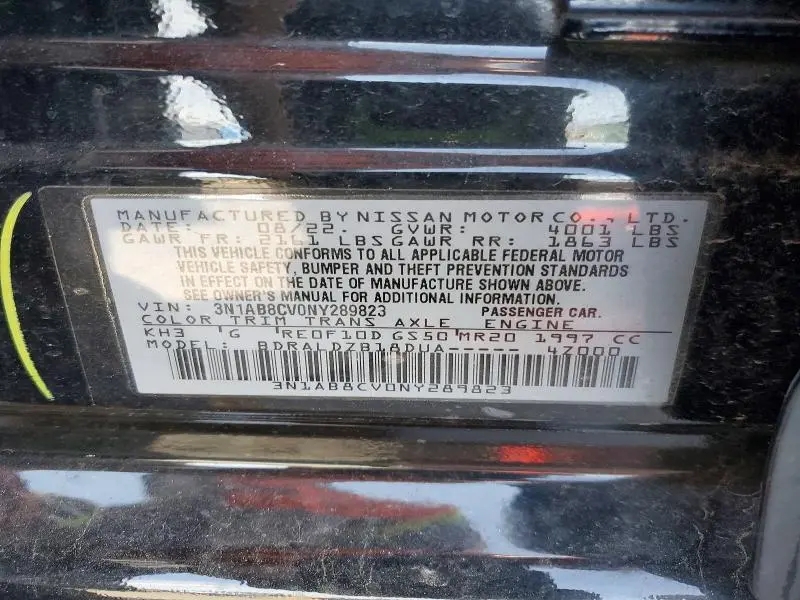 MANUFACTURED BY NISSAN MOTOR CO., LTD.
DATE: 08/22. GVWR: 4001 LBS
GAWR FR: 2161 LBS GAWR RR: 1863 LBS
THIS VEHICLE CONFORMS TO ALL APPLICABLE FEDERAL MOTOR
VEHICLE SAFETY, BUMPER AND THEFT PREVENTION STANDARDS
IN EFFECT ON THE DATE OF MANUFACTURE SHOWN ABOVE.
SEE OWNER'S MANUAL FOR ADDITIONAL INFORMATION.
VIN: 3N1AB8CV0NY289823 PASSENGER CAR.
COLOR TRIM TRANS AXLE ENGINE
KH3 G RE0F10D GS50 MR20 1997 CC
MODEL: BDRALDZB18DUA----- 4Z000
3N1AB8CV0NY289823